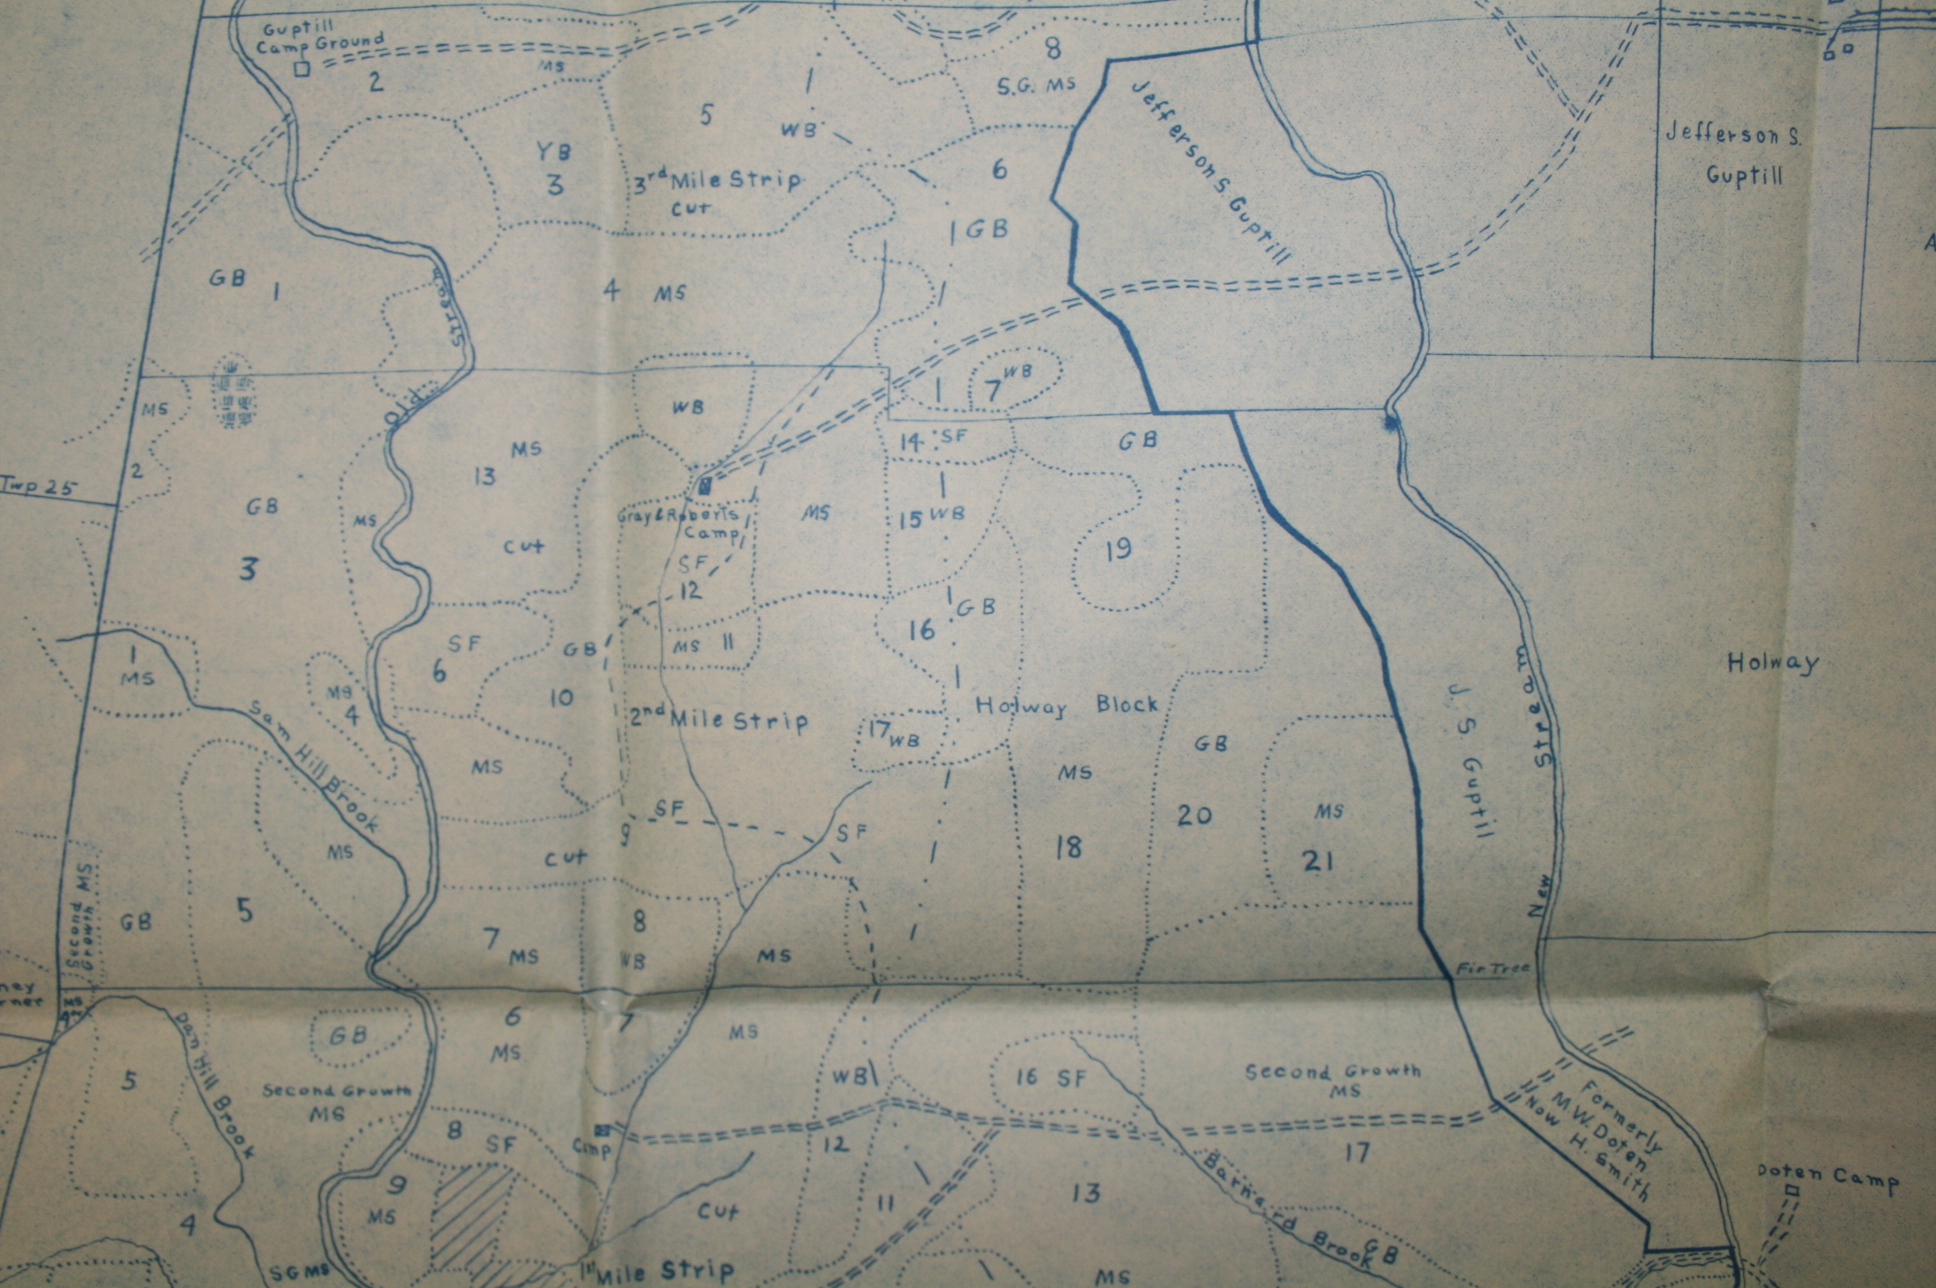 Guptill
Camp Ground
2
MS
YB
3
5
1
WB
3rd Mile Strip
Cut
8
S.G. MS
6
GB
Jefferson S. Guptill
Jefferson S.
Guptill
A
GB
1
4
MS
Old
Stream
MS
2
Twp 25
GB
3
MS
13
MS
Cut
WB
Gray & Roberts
Camp
SF
12
MS
1
7
WB
14
SF
15
WB
GB
19
16
GB
1
MS
MS
4
SF
6
GB
10
MS
11
2nd Mile Strip
17
WB
Holway Block
Holway
J. S. Guptill
New Stream
Sam Hill Brook
MS
MS
SF
9
SF
Cut
MS
18
GB
20
MS
21
Second
Growth MS
GB
5
7
MS
8
WB
MS
Fir Tree
Dan Hill Brook
5
GB
Second Growth
MS
6
MS
7
MS
WB
16 SF
Second Growth
MS
8
SF
Camp
12
17
Formerly
M.W. Doten
Now H. Smith
Doten Camp
9
MS
4
Cut
11
13
Barnard Brook
GB
SGMS
1st Mile Strip
MS